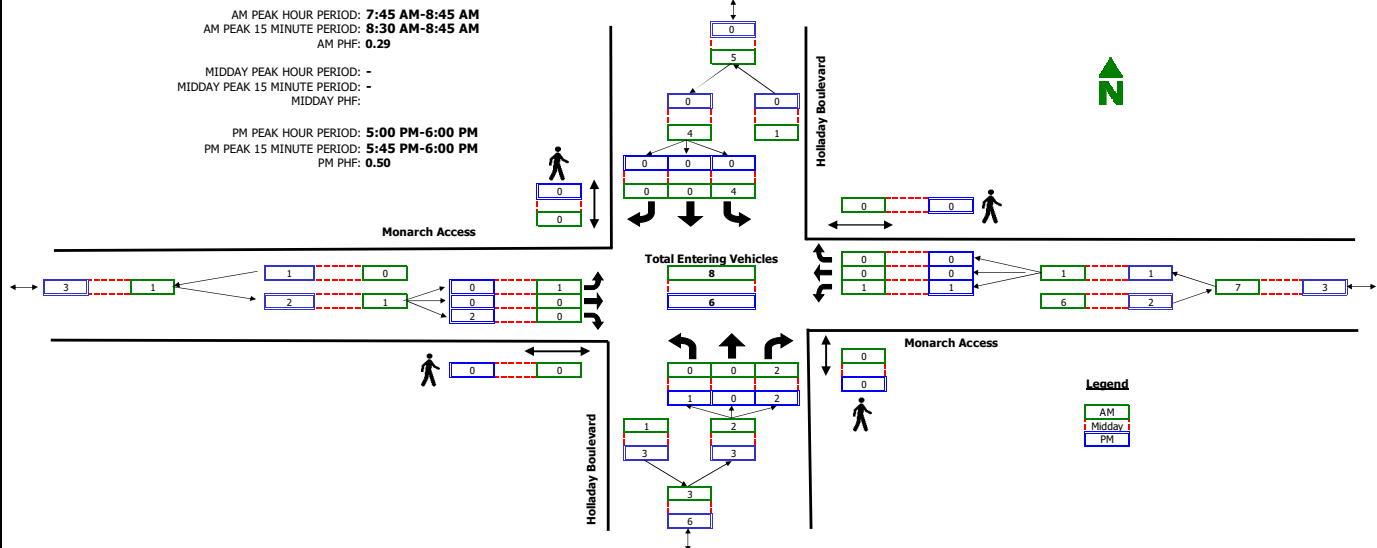 AM PEAK HOUR PERIOD: 7:45 AM-8:45 AM
AM PEAK 15 MINUTE PERIOD: 8:30 AM-8:45 AM
AM PHF: 0.29
MIDDAY PEAK HOUR PERIOD: -
MIDDAY PEAK 15 MINUTE PERIOD: -
MIDDAY PHF:
PM PEAK HOUR PERIOD: 5:00 PM-6:00 PM
PM PEAK 15 MINUTE PERIOD: 5:45 PM-6:00 PM
PM PHF: 0.50
0
5
0 0
4 1
0 0 0
0 0 4
Holladay Boulevard
N
0
0
0 0
Monarch Access
Total Entering Vehicles
8
6
3 1
1 0
2 1
0 1
0 0
2 0
0 0
0 0
1 1
1 1
6 2
7 3
Monarch Access
0 0
0 0 2
1 0 2
1 2
3 3
3
6
Holladay Boulevard
0
0
Legend
AM
Midday
PM